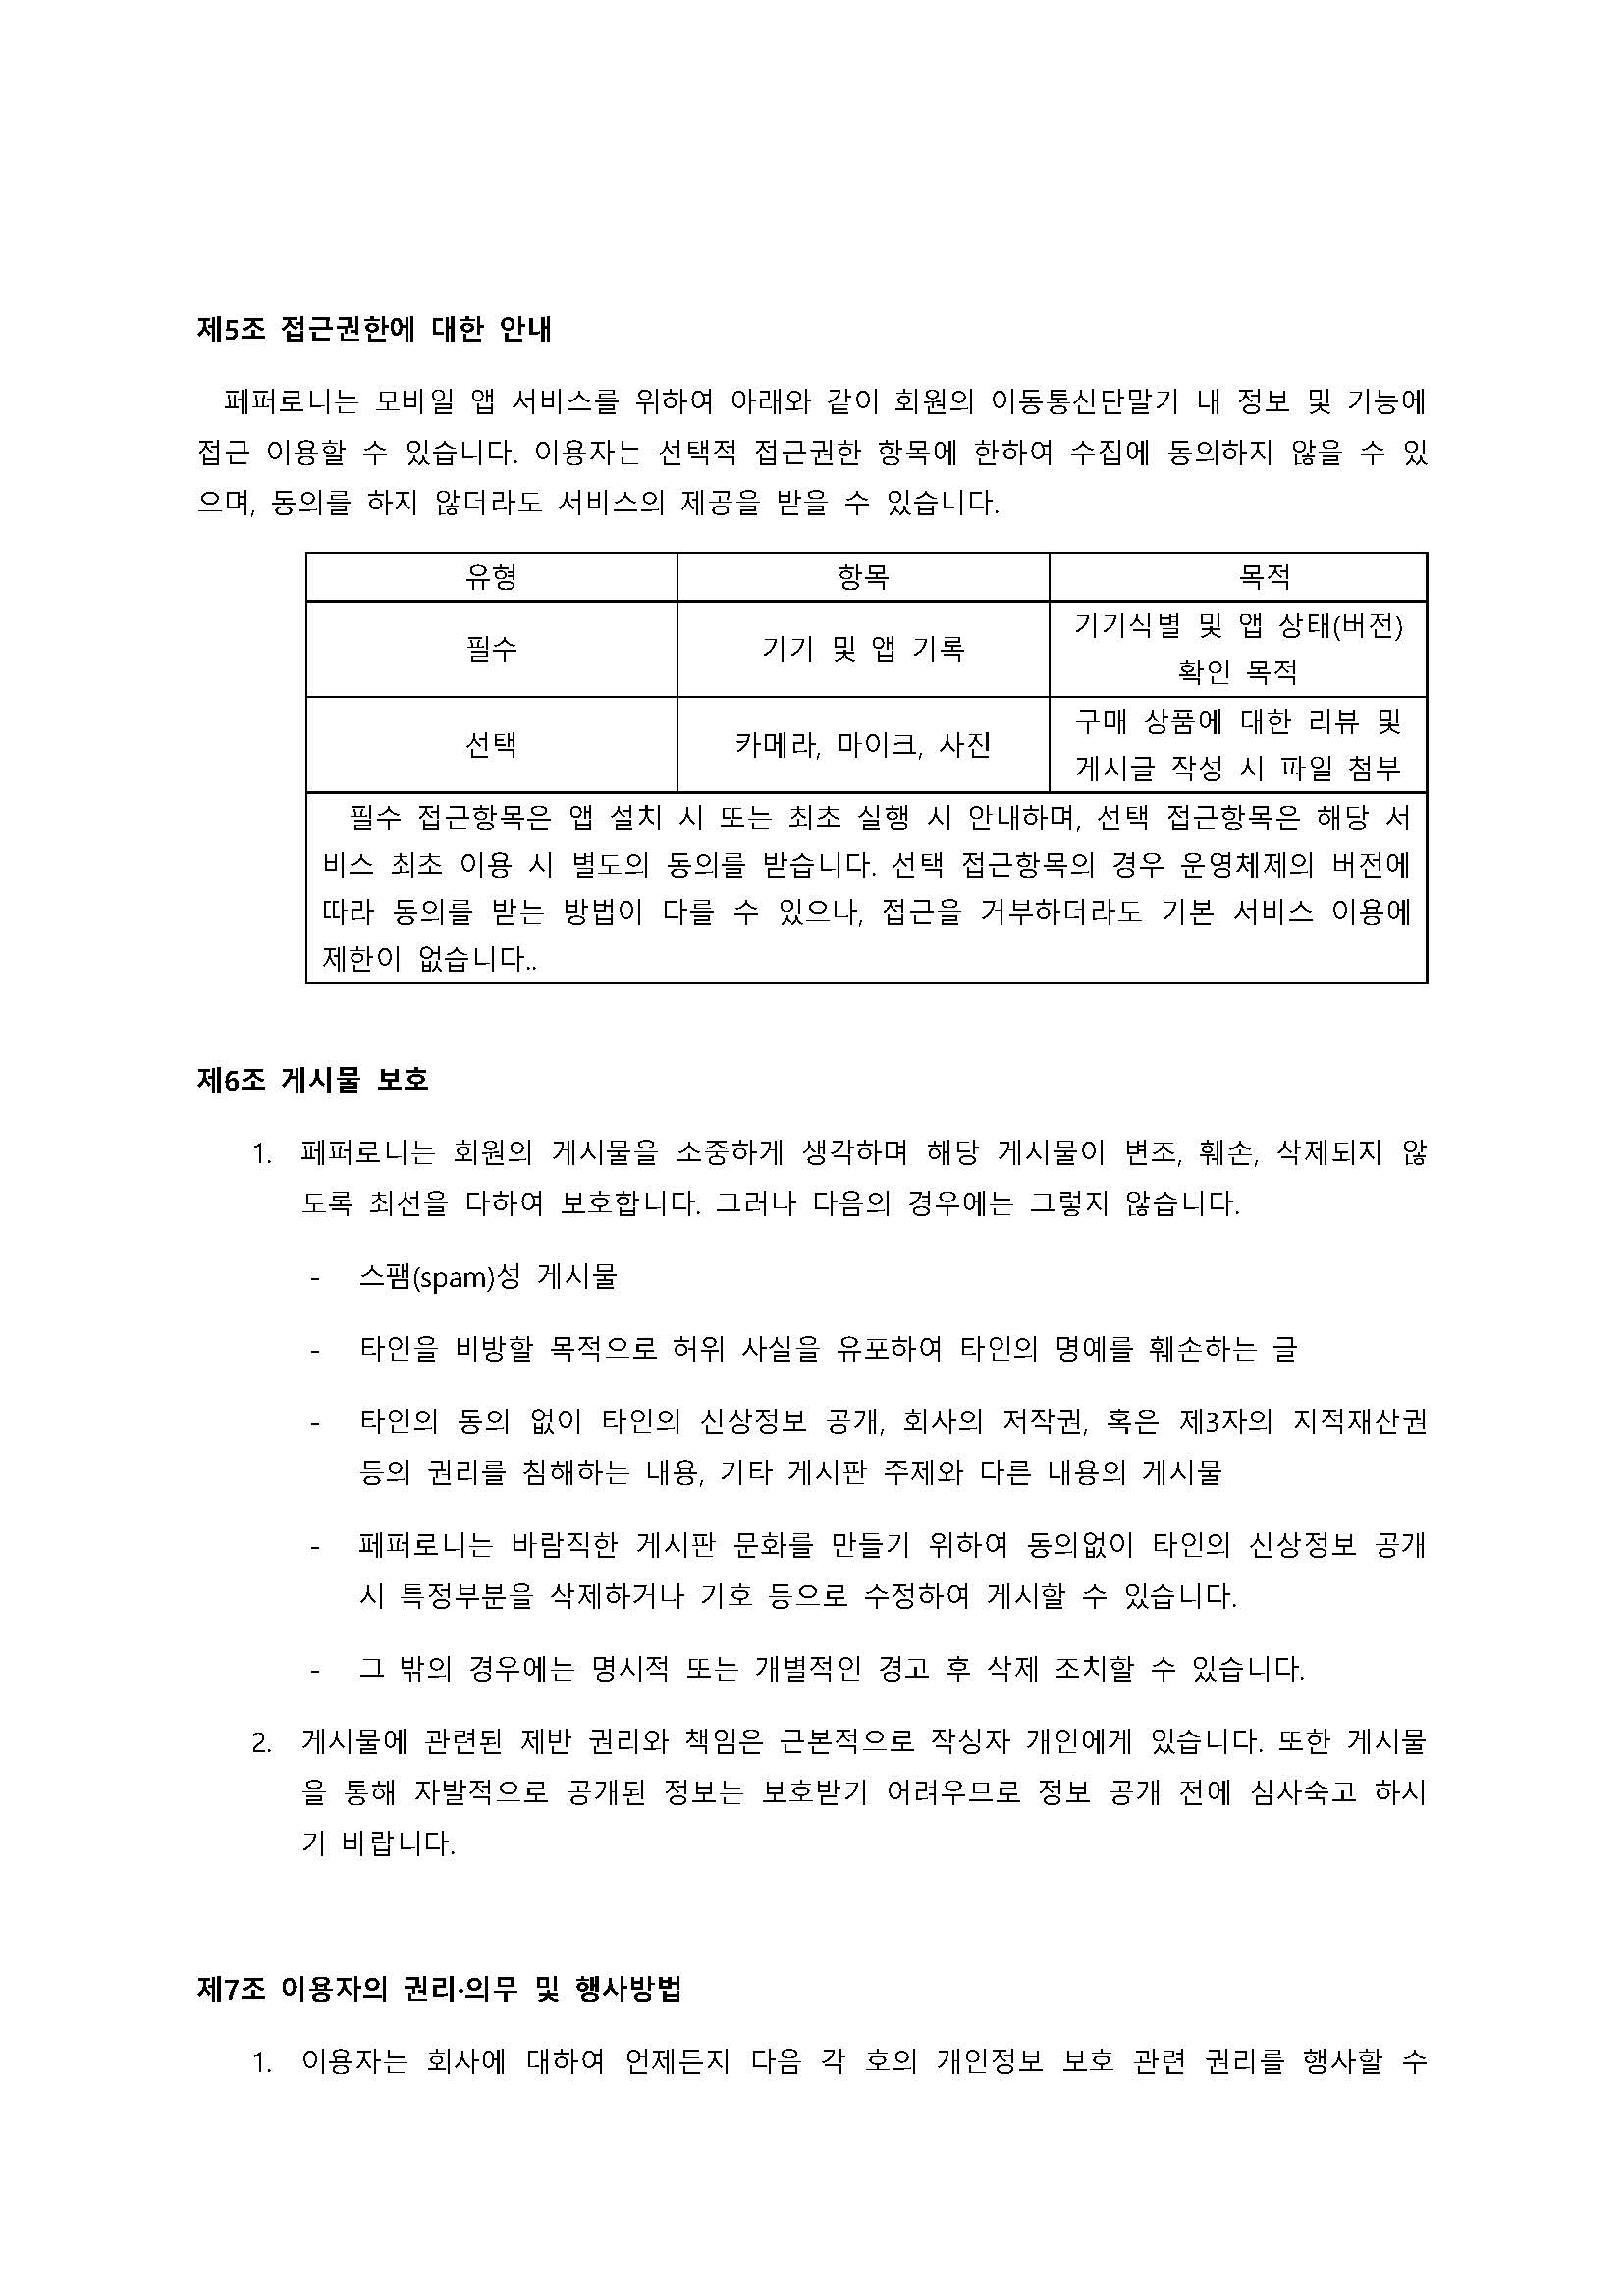 제5조 접근권한에 대한 안내
페퍼로니는 모바일 앱 서비스를 위하여 아래와 같이 회원의 이동통신단말기 내 정보 및 기능에
접근 이용할 수 있습니다. 이용자는 선택적 접근권한 항목에 한하여 수집에 동의하지 않을 수 있
으며, 동의를 하지 않더라도 서비스의 제공을 받을 수 있습니다.
유형 항목 목적
필수 기기 및 앱 기록 기기식별 및 앱 상태(버전)
확인 목적
선택 카메라, 마이크, 사진 구매 상품에 대한 리뷰 및
게시글 작성 시 파일 첨부
필수 접근항목은 앱 설치 시 또는 최초 실행 시 안내하며, 선택 접근항목은 해당 서
비스 최초 이용 시 별도의 동의를 받습니다. 선택 접근항목의 경우 운영체제의 버전에
따라 동의를 받는 방법이 다를 수 있으나, 접근을 거부하더라도 기본 서비스 이용에
제한이 없습니다..
제6조 게시물 보호
1. 페퍼로니는 회원의 게시물을 소중하게 생각하며 해당 게시물이 변조, 훼손, 삭제되지 않
도록 최선을 다하여 보호합니다. 그러나 다음의 경우에는 그렇지 않습니다.
- 스팸(spam)성 게시물
- 타인을 비방할 목적으로 허위 사실을 유포하여 타인의 명예를 훼손하는 글
- 타인의 동의 없이 타인의 신상정보 공개, 회사의 저작권, 혹은 제3자의 지적재산권
등의 권리를 침해하는 내용, 기타 게시판 주제와 다른 내용의 게시물
- 페퍼로니는 바람직한 게시판 문화를 만들기 위하여 동의없이 타인의 신상정보 공개
시 특정부분을 삭제하거나 기호 등으로 수정하여 게시할 수 있습니다.
- 그 밖의 경우에는 명시적 또는 개별적인 경고 후 삭제 조치할 수 있습니다.
2. 게시물에 관련된 제반 권리와 책임은 근본적으로 작성자 개인에게 있습니다. 또한 게시물
을 통해 자발적으로 공개된 정보는 보호받기 어려우므로 정보 공개 전에 심사숙고 하시
기 바랍니다.
제7조 이용자의 권리·의무 및 행사방법
1. 이용자는 회사에 대하여 언제든지 다음 각 호의 개인정보 보호 관련 권리를 행사할 수